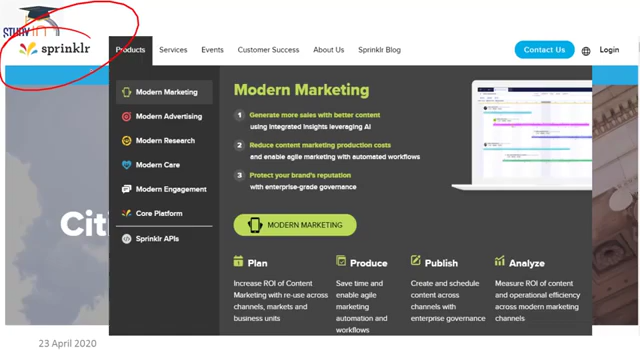 STUDY IQ
sprinklr
Products
Services
Events
Customer Success
About Us
Sprinklr Blog
Contact Us
Login
Modern Marketing
Modern Advertising
Modern Research
Modern Care
Modern Engagement
Core Platform
Sprinklr APIs
Modern Marketing
1 Generate more sales with better content
using integrated insights leveraging AI
2 Reduce content marketing production costs
and enable agile marketing with automated workflows
3 Protect your brand's reputation
with enterprise-grade governance
MODERN MARKETING
Plan
Increase ROI of Content
Marketing with re-use across
channels, markets and
business units
Produce
Save time and
enable agile
marketing
automation and
workflows
Publish
Create and schedule
content across
channels with
enterprise governance
Analyze
Measure ROI of content
and operational efficiency
across modern marketing
channels
Citi
23 April 2020